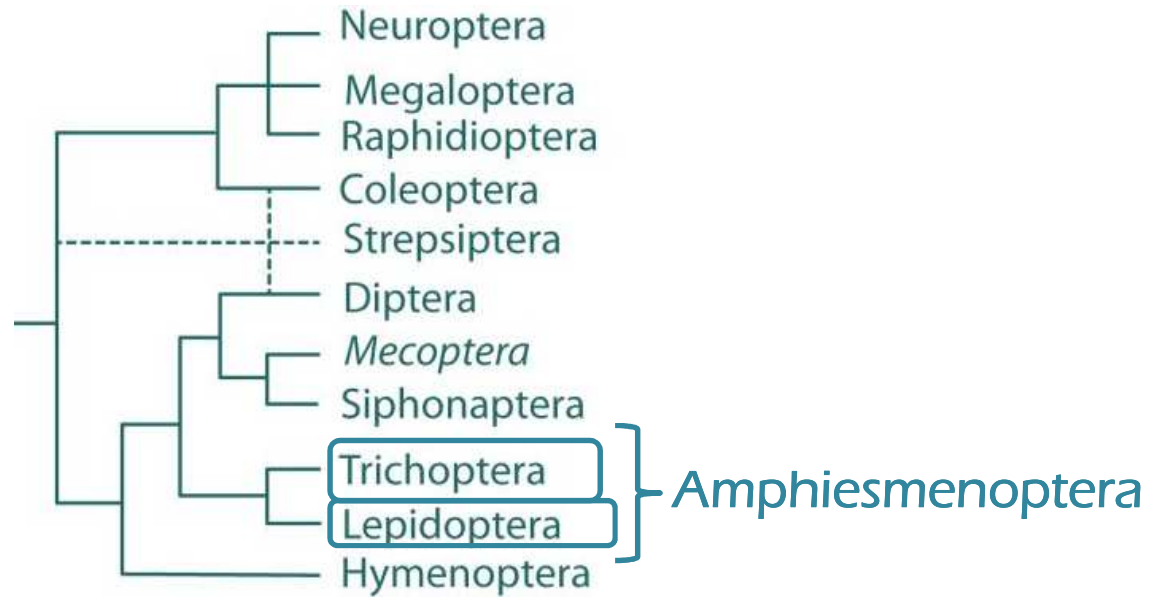 Neuroptera
Megaloptera
Raphidioptera
Coleoptera
Strepsiptera
Diptera
Mecoptera
Siphonaptera
Trichoptera
Amphiesmenoptera
Lepidoptera
Hymenoptera